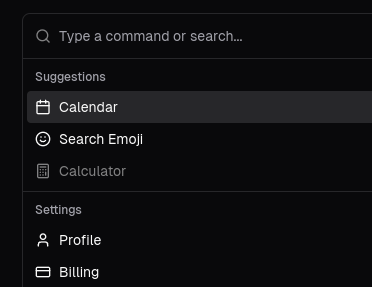 Type a command or search...
Suggestions
Calendar
Search Emoji
Calculator
Settings
Profile
Billing